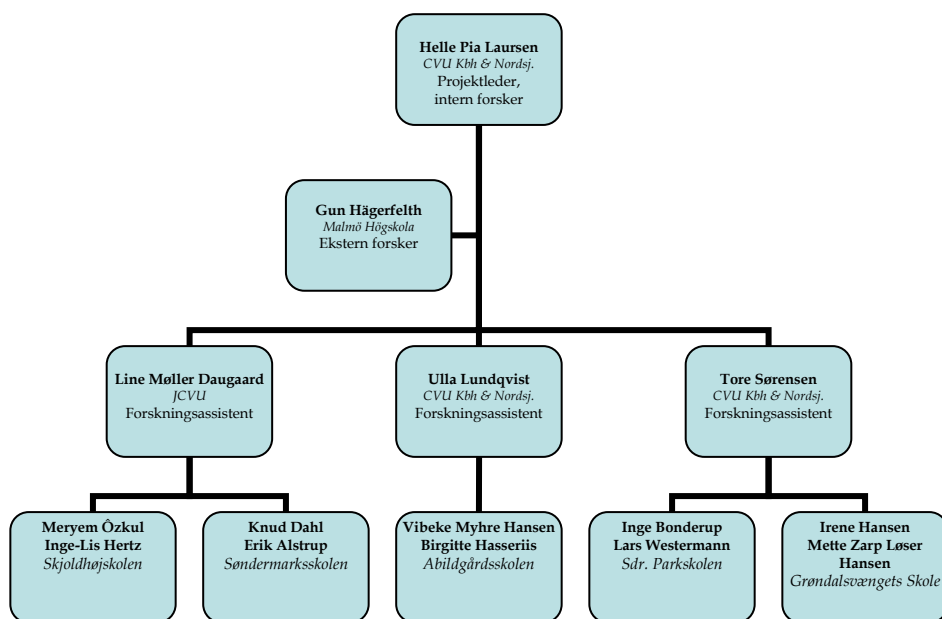 Helle Pia Laursen
CVU Kbh & Nordsj.
Projektleder,
intern forsker
Gun Hägerfelth
Malmö Högskola
Ekstern forsker
Line Møller Daugaard
JCVU
Forskningsassistent
Ulla Lundqvist
CVU Kbh & Nordsj.
Forskningsassistent
Tore Sørensen
CVU Kbh & Nordsj.
Forskningsassistent
Meryem Ôzkul
Inge-Lis Hertz
Skjoldhøjskolen
Knud Dahl
Erik Alstrup
Søndermarksskolen
Vibeke Myhre Hansen
Birgitte Hasseriis
Abildgårdsskolen
Inge Bonderup
Lars Westermann
Sdr. Parkskolen
Irene Hansen
Mette Zarp Løser
Hansen
Grøndalsvængets Skole